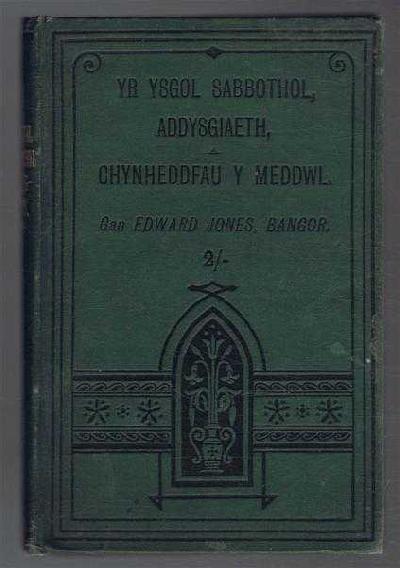 YR YSGOL SABBOTHOL,
ADDYSGIAETH,
A
CHYNHEDDFAU Y MEDDWL.
Gan EDWARD JONES, BANGOR.
2/-